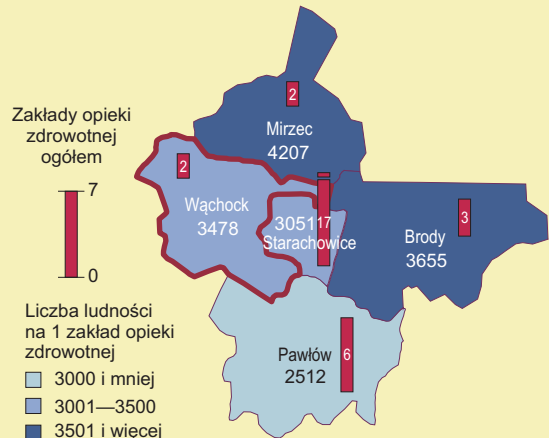 2
Mirzec
4207
Zakłady opieki
zdrowotnej
ogółem
7
0
2
Wąchock
3478
3051
17
Starachowice
3
Brody
3655
Liczba ludności
na 1 zakład opieki
zdrowotnej
3000 i mniej
3001—3500
3501 i więcej
6
Pawłów
2512